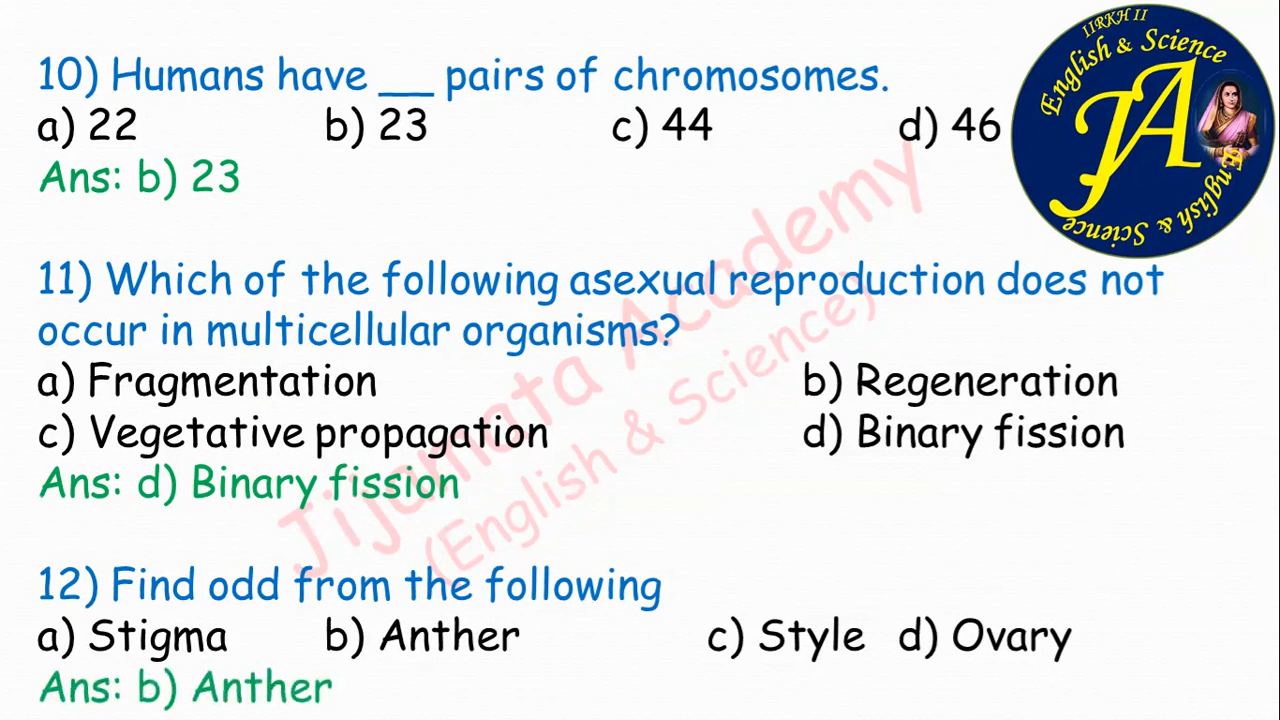 10) Humans have __ pairs of chromosomes.
a) 22 b) 23 c) 44 d) 46
Ans: b) 23
11) Which of the following asexual reproduction does not
occur in multicellular organisms?
a) Fragmentation b) Regeneration
c) Vegetative propagation d) Binary fission
Ans: d) Binary fission
12) Find odd from the following
a) Stigma b) Anther c) Style d) Ovary
Ans: b) Anther
IIRKH II
English & Science
JA
English & Science
Jijamata Academy
(English & Science)